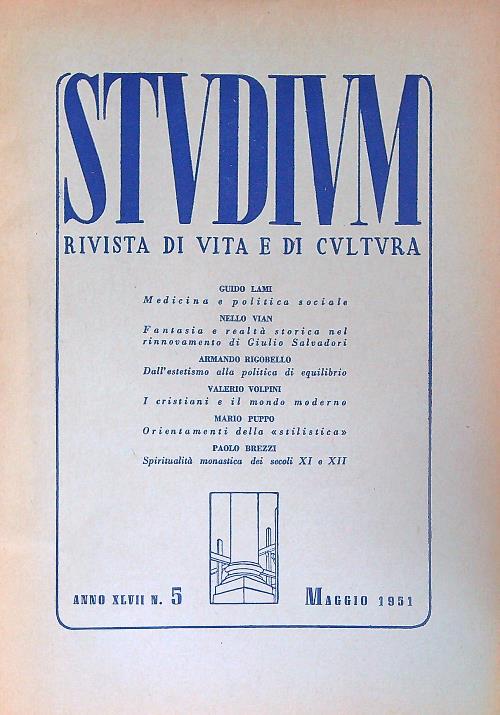 STVDIVM
RIVISTA DI VITA E DI CVLTVRA
GUIDO LAMI
Medicina e politica sociale
NELLO VIAN
Fantasia e realtà storica nel
rinnovamento di Giulio Salvadori
ARMANDO RIGOBELLO
Dall'estetismo alla politica di equilibrio
VALERIO VOLPINI
I cristiani e il mondo moderno
MARIO PUPPO
Orientamenti della «stilistica»
PAOLO BREZZI
Spiritualità monastica dei secoli XI e XII
ANNO XLVII N. 5 MAGGIO 1951